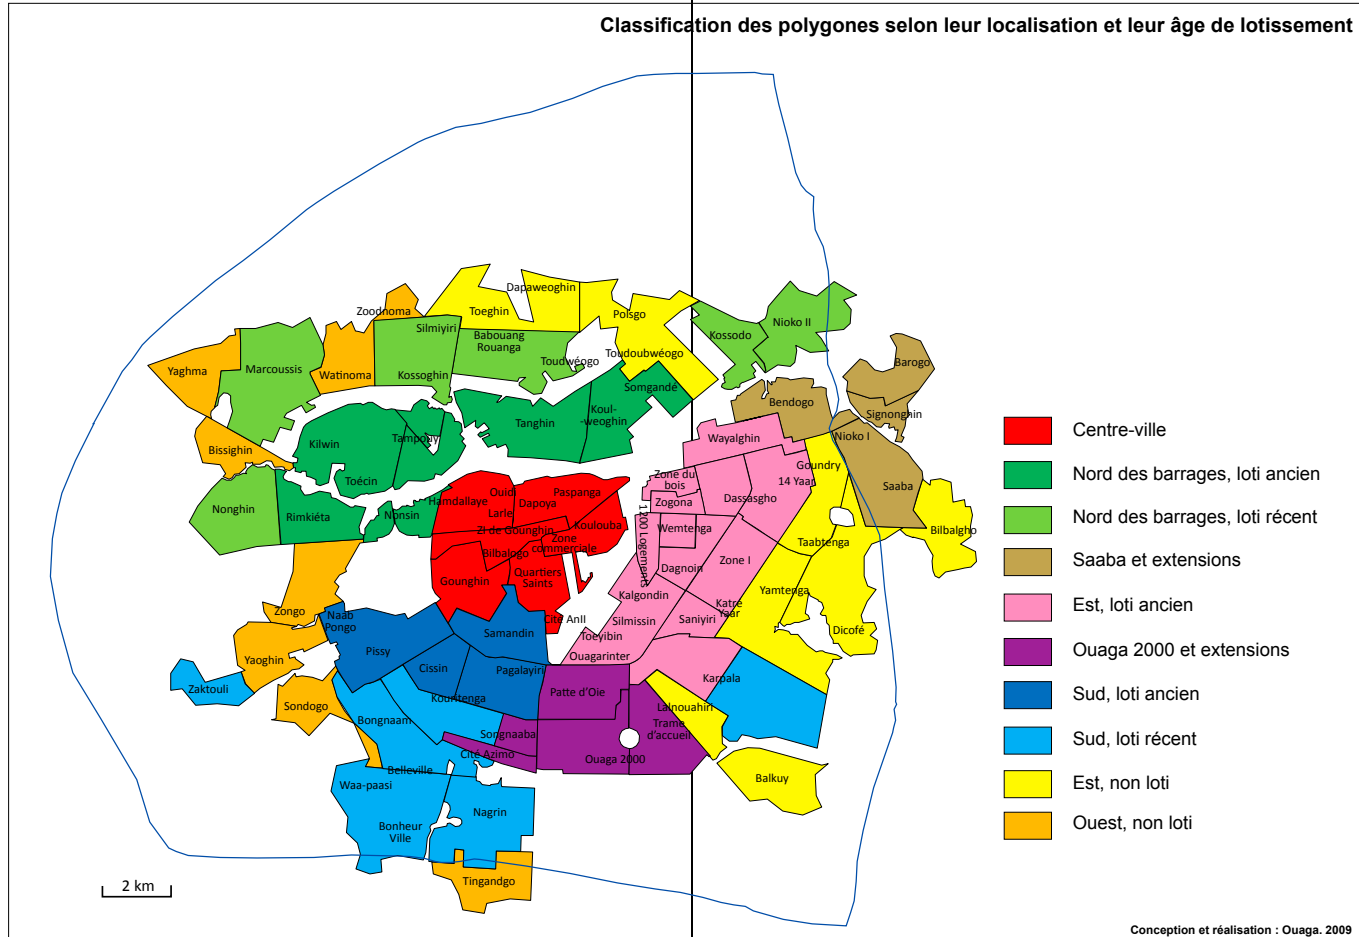 Classification des polygones selon leur localisation et leur âge de lotissement
Zoodnoma
Toeghin
Dapaweoghin
Polsgo
Toudoubwéogo
Kossodo
Nioko II
Yaghma
Marcoussis
Watinoma
Silmiyiri
Kossoghin
Babouang
Rouanga
Toudwéogo
Somgandé
Barogo
Signonghin
Bendogo
Nioko I
Bissighin
Kilwin
Tampouy
Toécin
Tanghin
Koul-
-weoghin
Wayalghin
Goundry
14 Yaar
Saaba
Bilbalgho
Nonghin
Rimkiéta
Nonsin
Hamdallaye
Ouidi
Larlé
Dapoya
Paspanga
ZI de Gounghin
Koulouba
Zone
commerciale
Bilbalogo
Gounghin
Quartiers
Saints
Cité AnII
Zone du
bois
Zogona
1200 Logements
Wemtenga
Dassasgho
Dagnoin
Zone I
Taabtenga
Yamtenga
Dicofé
Kalgondin
Silmissin
Saniyiri
Katré
Yaar
Toeyibin
Ouagarinter
Zongo
Naab
Pongo
Yaoghin
Pissy
Samandin
Cissin
Pagalayiri
Kouritenga
Patte d'Oie
Karpala
Lalnouahiri
Trame
d'accueil
Zaktouli
Sondogo
Bongnaam
Songnaaba
Cité Azimo
Ouaga 2000
Belleville
Waa-paasi
Balkuy
Nagrin
Bonheur
Ville
Tingandgo
Centre-ville
Nord des barrages, loti ancien
Nord des barrages, loti récent
Saaba et extensions
Est, loti ancien
Ouaga 2000 et extensions
Sud, loti ancien
Sud, loti récent
Est, non loti
Ouest, non loti
2 km
Conception et réalisation : Ouaga. 2009